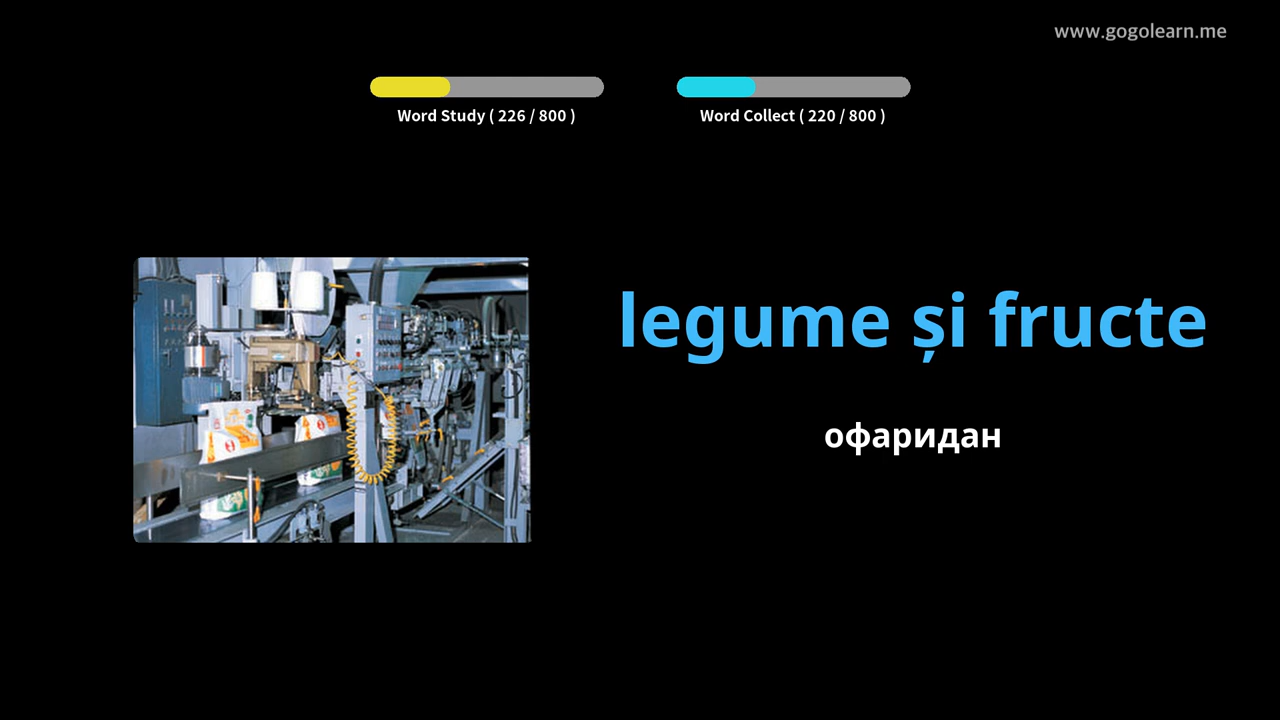 www.gogolearn.me
Word Study ( 226 / 800 )
Word Collect ( 220 / 800 )
legume și fructe
офаридан